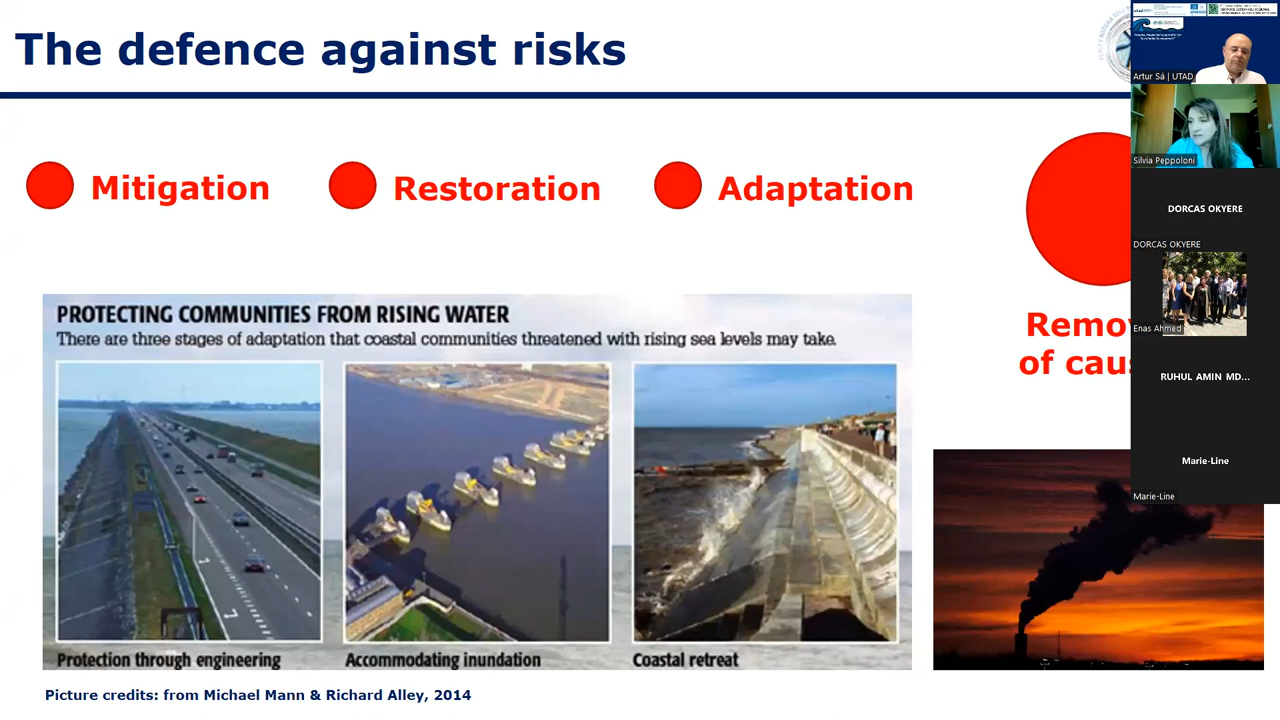 The defence against risks
Mitigation
Restoration
Adaptation
Remo
of cau
PROTECTING COMMUNITIES FROM RISING WATER
There are three stages of adaptation that coastal communities threatened with rising sea levels may take.
Protection through engineering
Accommodating inundation
Coastal retreat
Picture credits: from Michael Mann & Richard Alley, 2014
Artur Sá | UTAD
Silvia Peppoloni
DORCAS OKYERE
DORCAS OKYERE
Enas Ahmed
RUHUL AMIN MD...
Marie-Line
Marie-Line